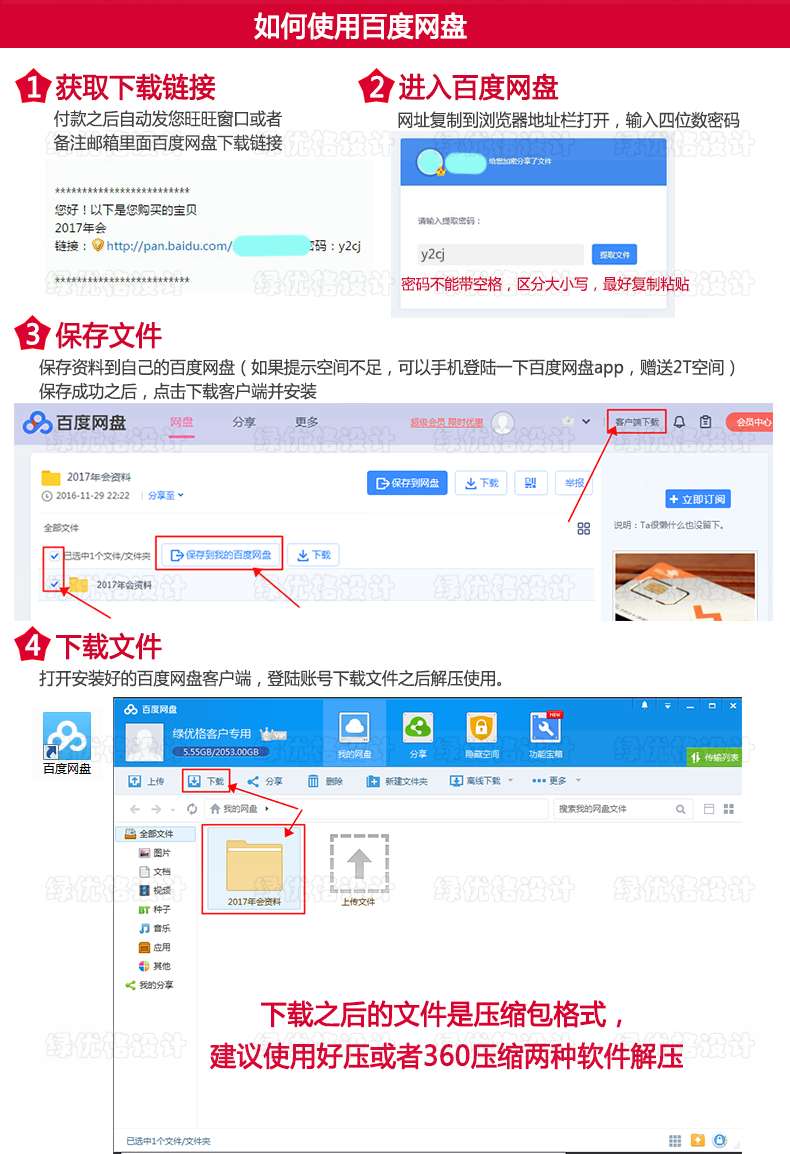 如何使用百度网盘
1 获取下载链接
付款之后自动发您旺旺窗口或者
备注邮箱里面百度网盘下载链接
*************************
您好！以下是您购买的宝贝
2017年会
链接： http://pan.baidu.com/ 密码：y2cj
*************************
2 进入百度网盘
网址复制到浏览器地址栏打开，输入四位数密码
给您加密分享了文件
请输入提取密码：
y2cj 提取文件
密码不能带空格，区分大小写，最好复制粘贴
3 保存文件
保存资料到自己的百度网盘（如果提示空间不足，可以手机登陆一下百度网盘app，赠送2T空间）
保存成功之后，点击下载客户端并安装
百度网盘 网盘 分享 更多 超级会员 限时优惠 客户端下载 会员中心
2017年会资料
2016-11-29 22:22 分享至
保存到网盘 下载 举报
全部文件
已选中1个文件/文件夹 保存到我的百度网盘 下载
2017年会资料
+ 立即订阅
说明：Ta很懒什么也没留下。
4 下载文件
打开安装好的百度网盘客户端，登陆账号下载文件之后解压使用。
百度网盘
百度网盘
绿优格客户专用
5.55GB/2053.00GB
我的网盘 分享 隐藏空间 功能宝箱
NEW
传输列表
上传 下载 分享 删除 新建文件夹 离线下载 更多
我的网盘 搜索我的网盘文件
全部文件
图片
文档
视频
BT 种子
音乐
应用
其他
我的分享
2017年会资料 上传文件
下载之后的文件是压缩包格式，
建议使用好压或者360压缩两种软件解压
已选中1个文件/文件夹
绿优格设计